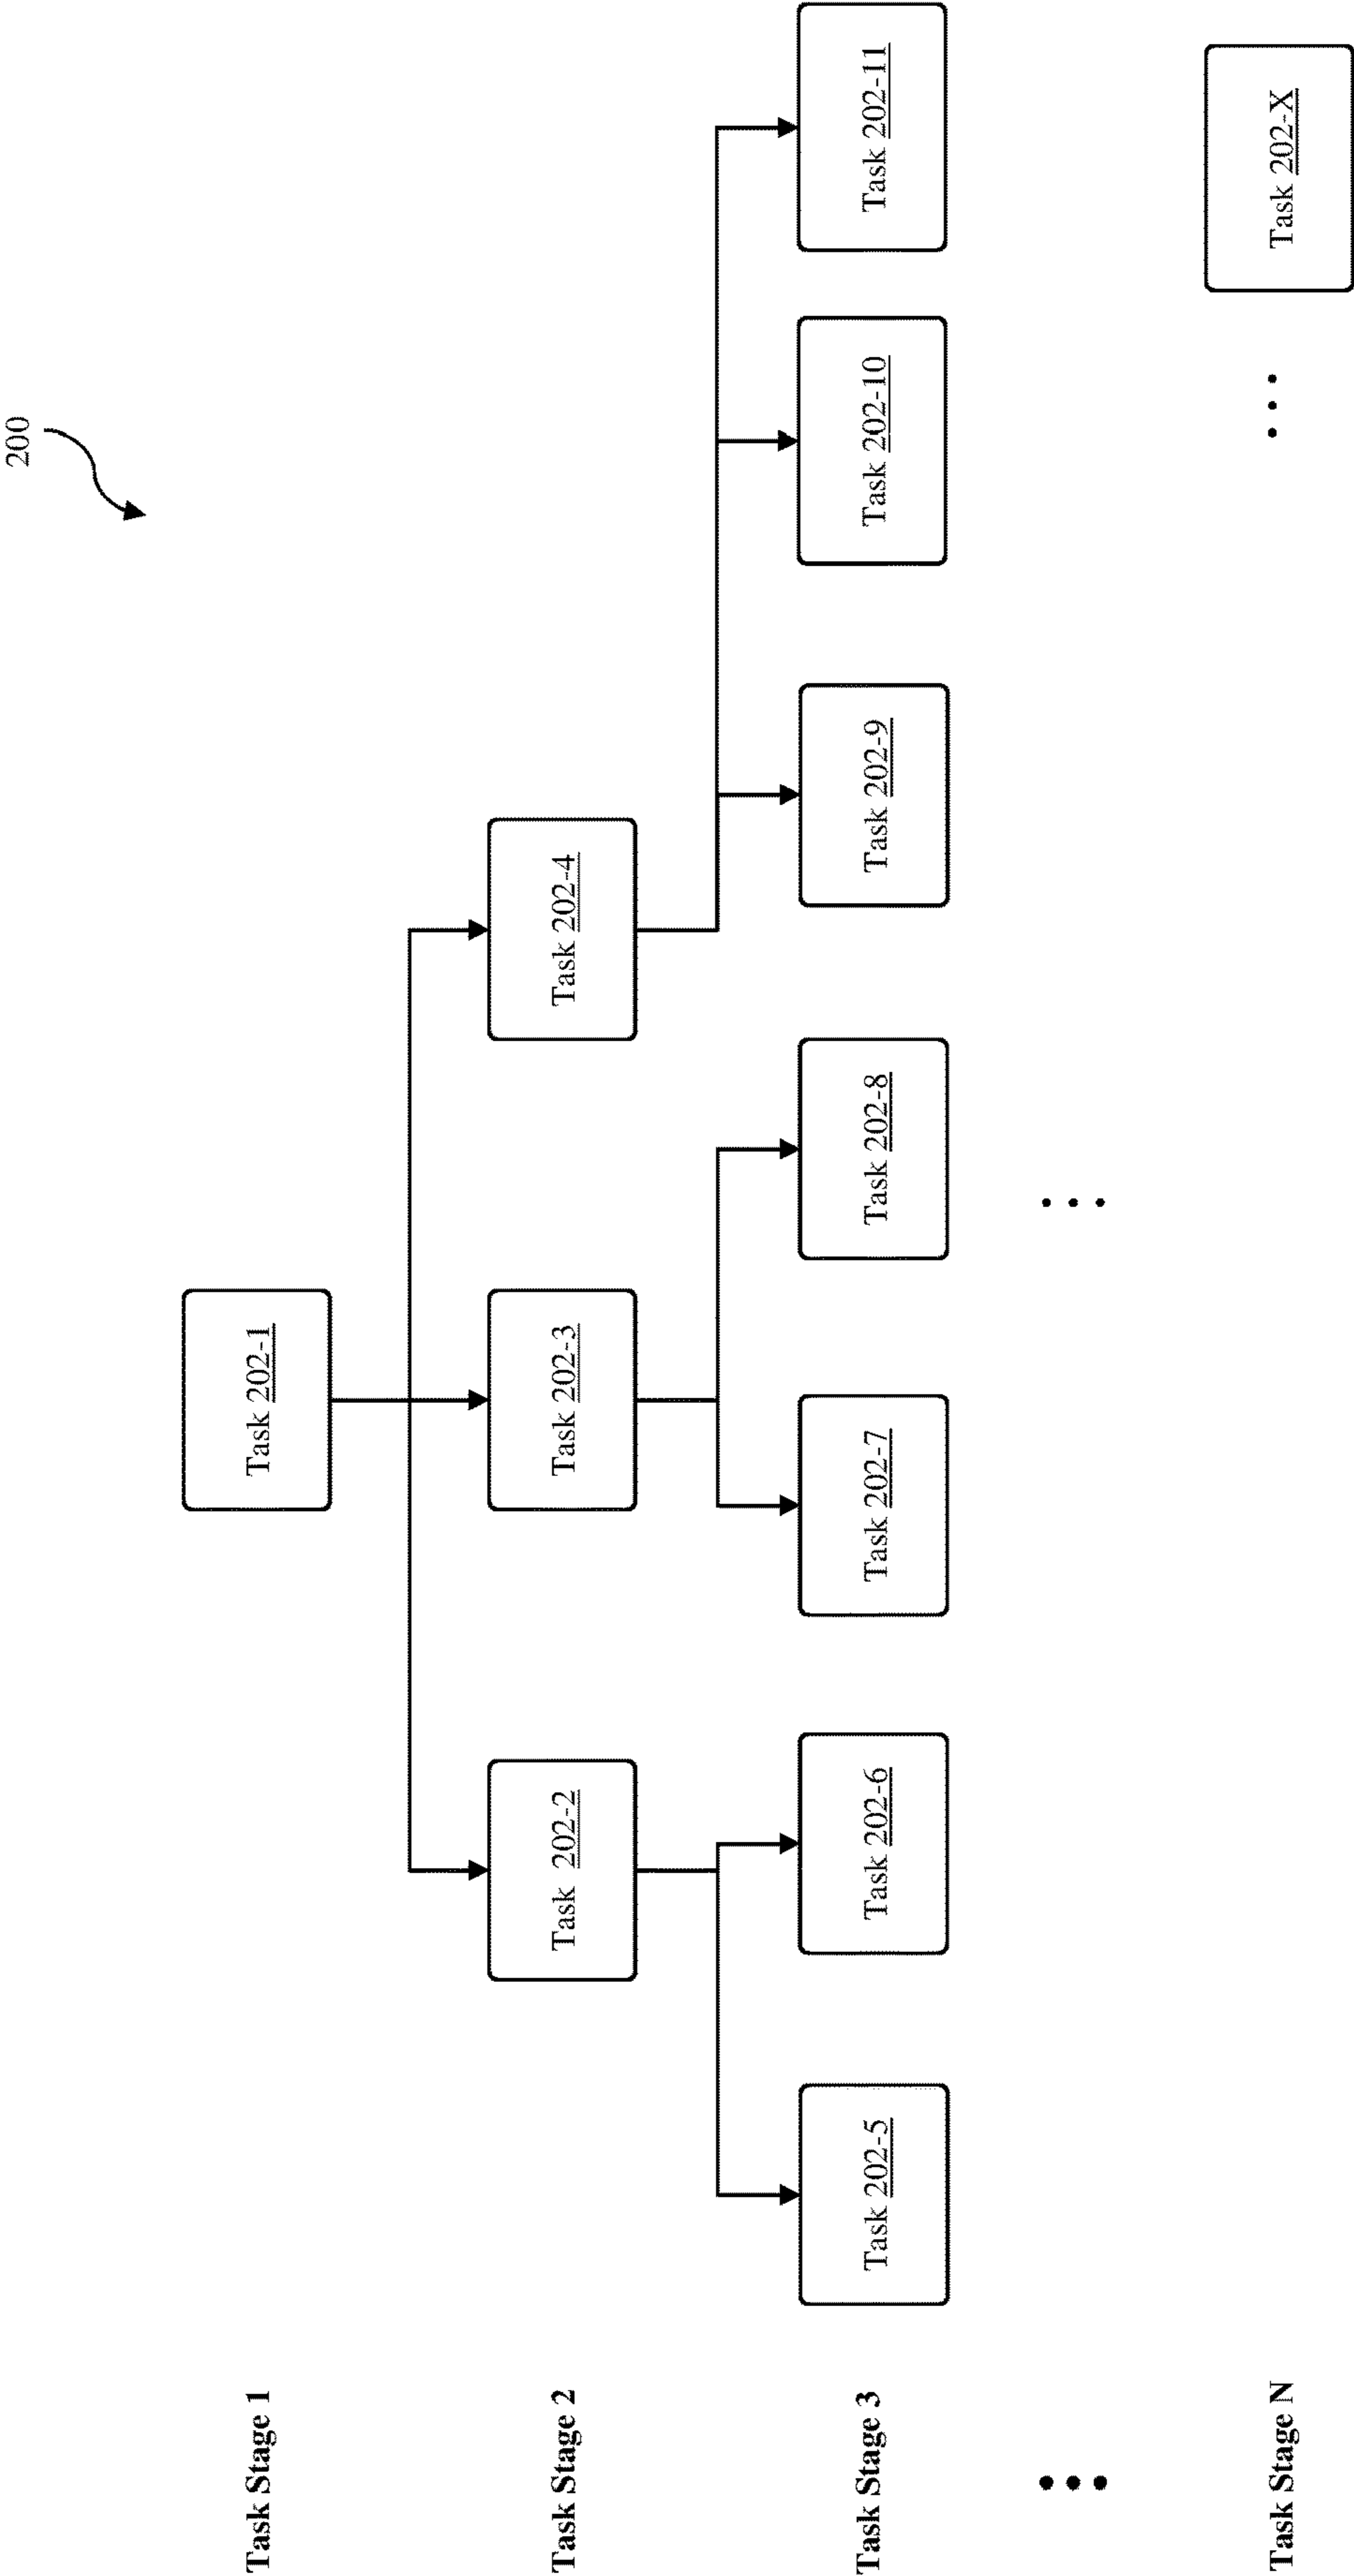 200
Task Stage 1
Task 202-1
Task Stage 2
Task 202-2
Task 202-3
Task 202-4
Task Stage 3
Task 202-5
Task 202-6
Task 202-7
Task 202-8
Task 202-9
Task 202-10
Task 202-11
Task Stage N
Task 202-X